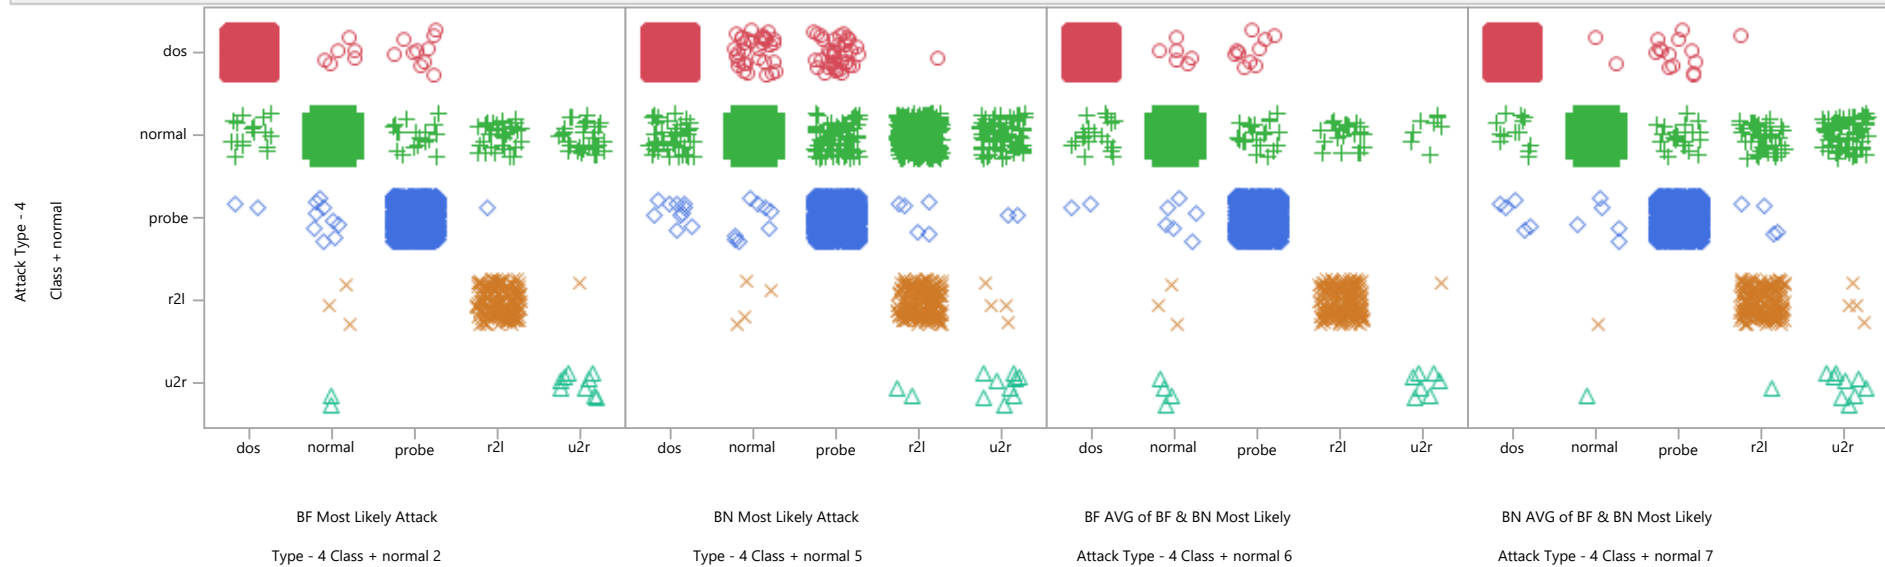 Attack Type - 4
Class + normal
dos
normal
probe
r2l
u2r
dos normal probe r2l u2r
dos normal probe r2l u2r
dos normal probe r2l u2r
dos normal probe r2l u2r
BF Most Likely Attack
Type - 4 Class + normal 2
BN Most Likely Attack
Type - 4 Class + normal 5
BF AVG of BF & BN Most Likely
Attack Type - 4 Class + normal 6
BN AVG of BF & BN Most Likely
Attack Type - 4 Class + normal 7